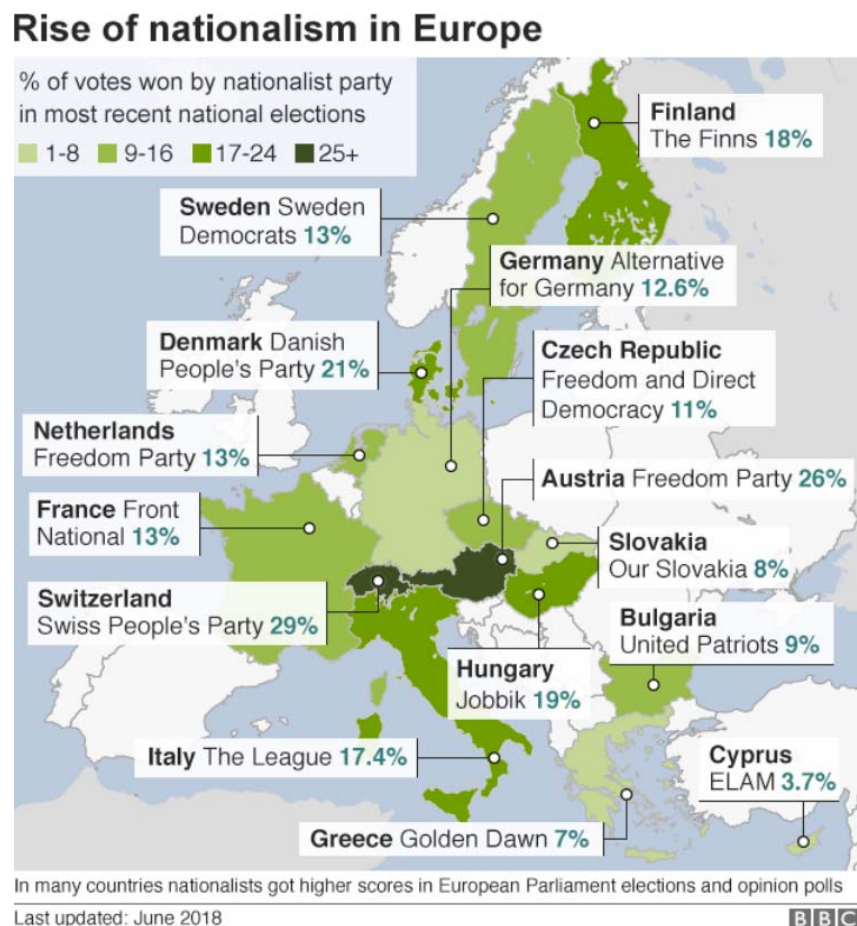 Rise of nationalism in Europe
% of votes won by nationalist party
in most recent national elections
1-8 9-16 17-24 25+
Finland
The Finns 18%
Sweden Sweden
Democrats 13%
Germany Alternative
for Germany 12.6%
Denmark Danish
People's Party 21%
Czech Republic
Freedom and Direct
Democracy 11%
Netherlands
Freedom Party 13%
Austria Freedom Party 26%
France Front
National 13%
Slovakia
Our Slovakia 8%
Switzerland
Swiss People's Party 29%
Bulgaria
United Patriots 9%
Hungary
Jobbik 19%
Italy The League 17.4%
Cyprus
ELAM 3.7%
Greece Golden Dawn 7%
In many countries nationalists got higher scores in European Parliament elections and opinion polls
Last updated: June 2018
BBC